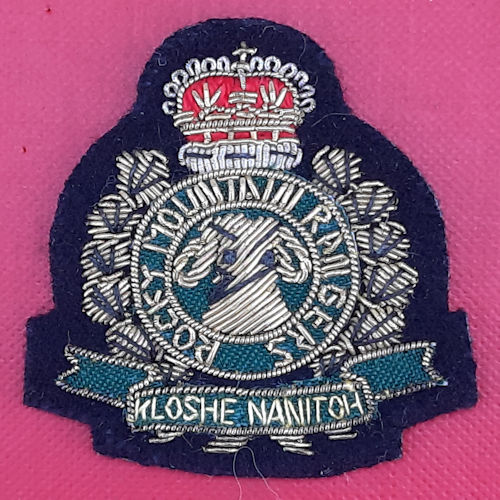 ROCKY MOUNTAIN RANGERS
KLOSHE NANITCH